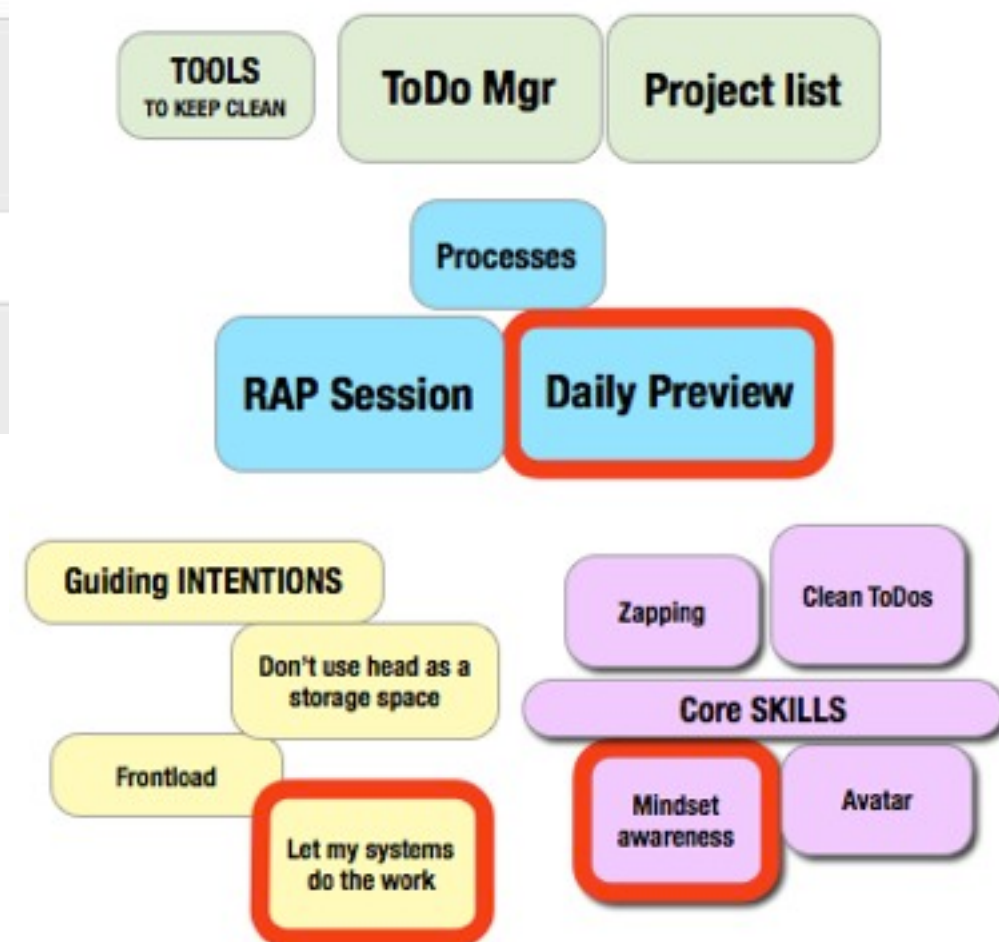 TOOLS
TO KEEP CLEAN
ToDo Mgr
Project list
Processes
RAP Session
Daily Preview
Guiding INTENTIONS
Don't use head as a
storage space
Frontload
Let my systems
do the work
Zapping
Clean ToDos
Core SKILLS
Mindset
awareness
Avatar